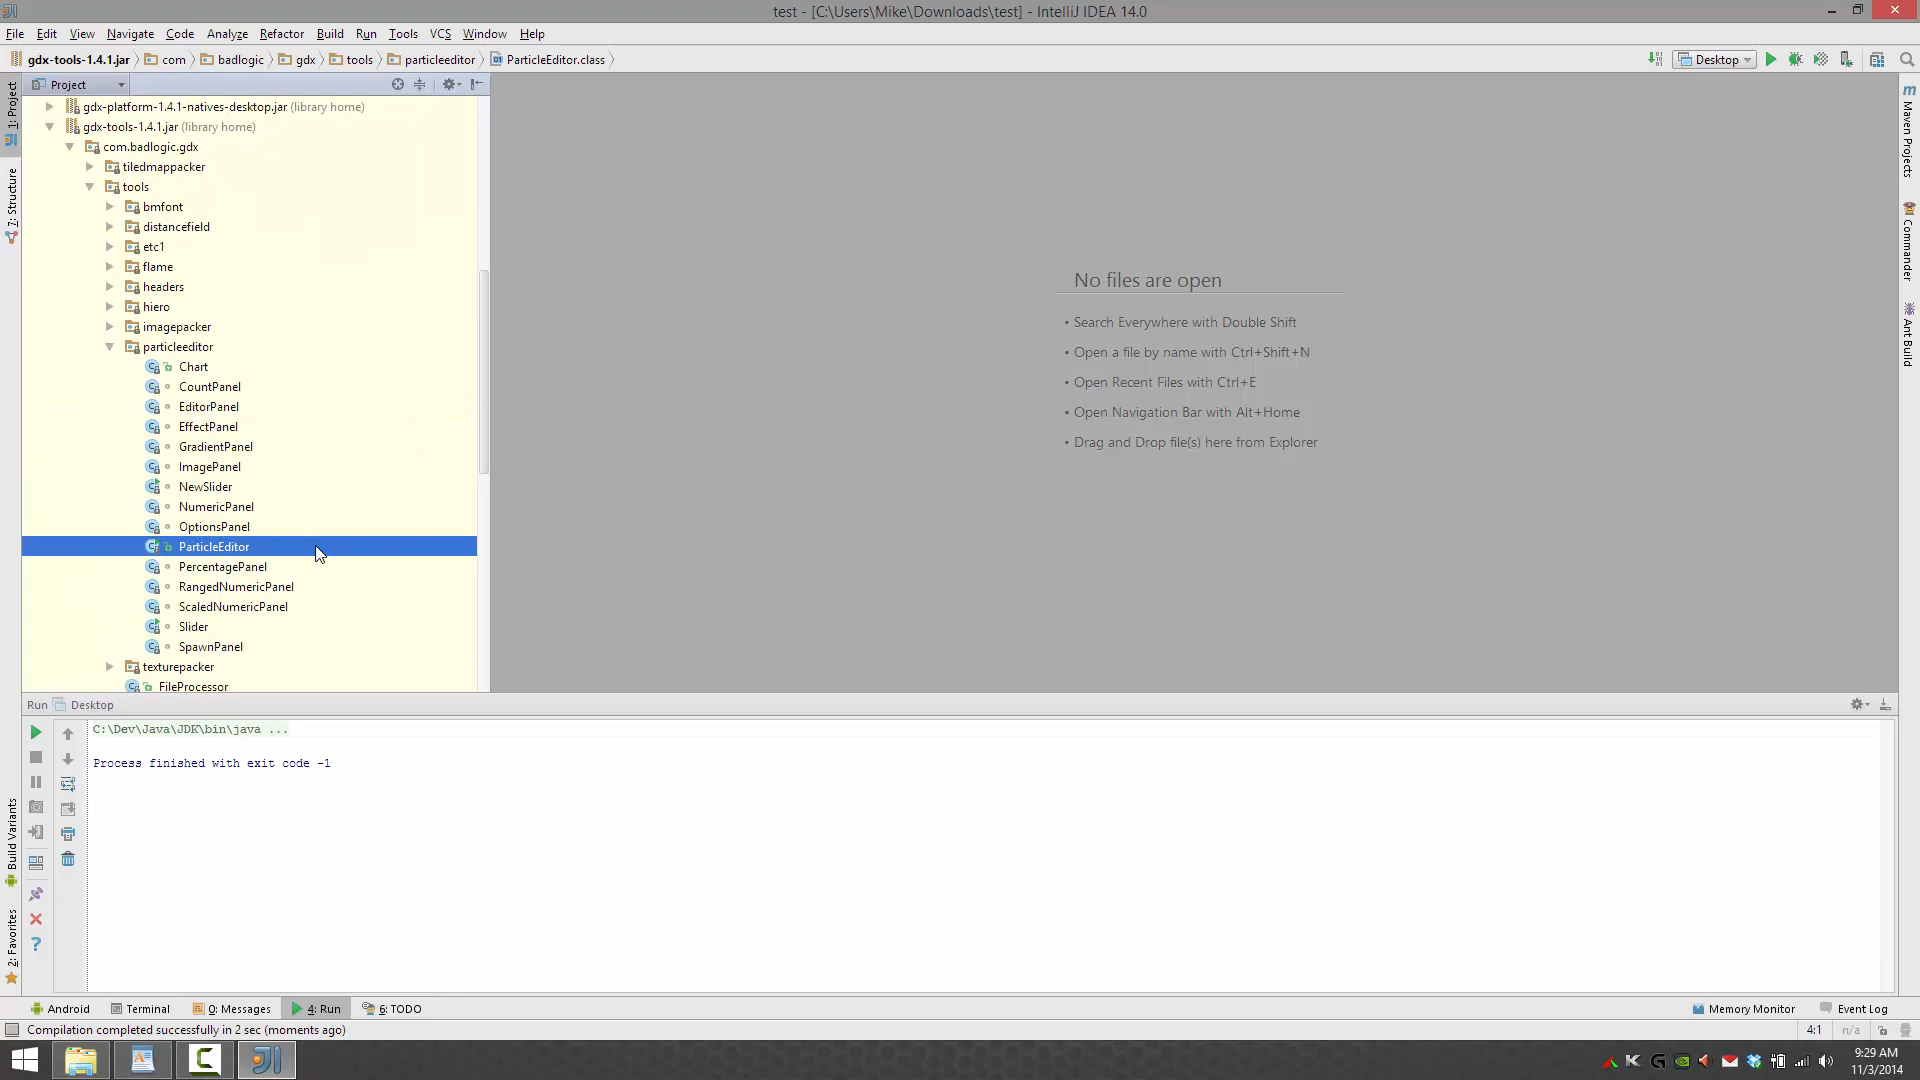 test - [C:\Users\Mike\Downloads\test] - IntelliJ IDEA 14.0
File Edit View Navigate Code Analyze Refactor Build Run Tools VCS Window Help
gdx-tools-1.4.1.jar com badlogic gdx tools particleeditor ParticleEditor.class
Desktop
Project
1: Project
7: Structure
Build Variants
2: Favorites
gdx-platform-1.4.1-natives-desktop.jar (library home)
gdx-tools-1.4.1.jar (library home)
com.badlogic.gdx
tiledmappacker
tools
bmfont
distancefield
etc1
flame
headers
hiero
imagepacker
particleeditor
Chart
CountPanel
EditorPanel
EffectPanel
GradientPanel
ImagePanel
NewSlider
NumericPanel
OptionsPanel
ParticleEditor
PercentagePanel
RangedNumericPanel
ScaledNumericPanel
Slider
SpawnPanel
texturepacker
FileProcessor
No files are open
• Search Everywhere with Double Shift
• Open a file by name with Ctrl+Shift+N
• Open Recent Files with Ctrl+E
• Open Navigation Bar with Alt+Home
• Drag and Drop file(s) here from Explorer
Maven Projects
Commander
Ant Build
Run Desktop
C:\Dev\Java\JDK\bin\java ...
Process finished with exit code -1
Android Terminal 0: Messages 4: Run 6: TODO
Memory Monitor Event Log
Compilation completed successfully in 2 sec (moments ago)
4:1 n/a
9:29 AM
11/3/2014